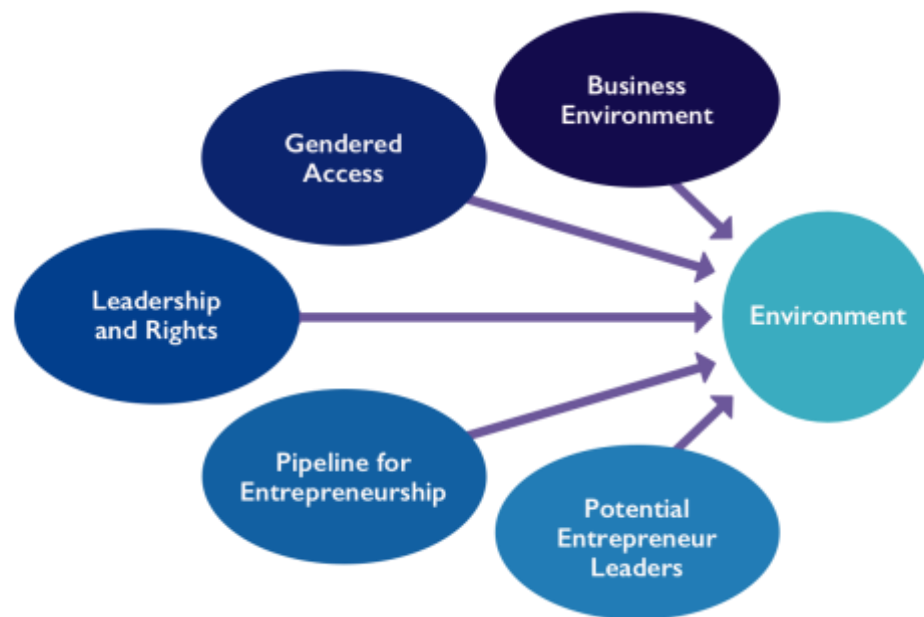 Business
Environment
Gendered
Access
Leadership
and Rights
Environment
Pipeline for
Entrepreneurship
Potential
Entrepreneur
Leaders